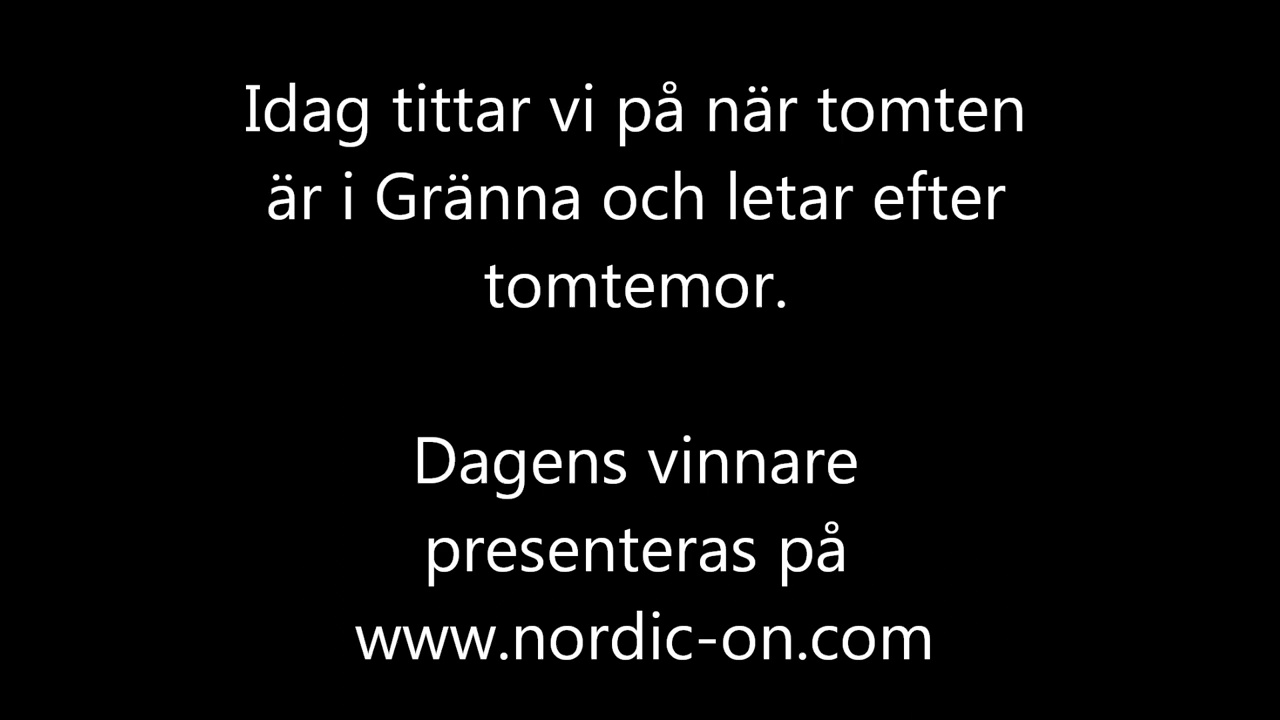 Idag tittar vi på när tomten
är i Gränna och letar efter
tomtemor.
Dagens vinnare
presenteras på
www.nordic-on.com